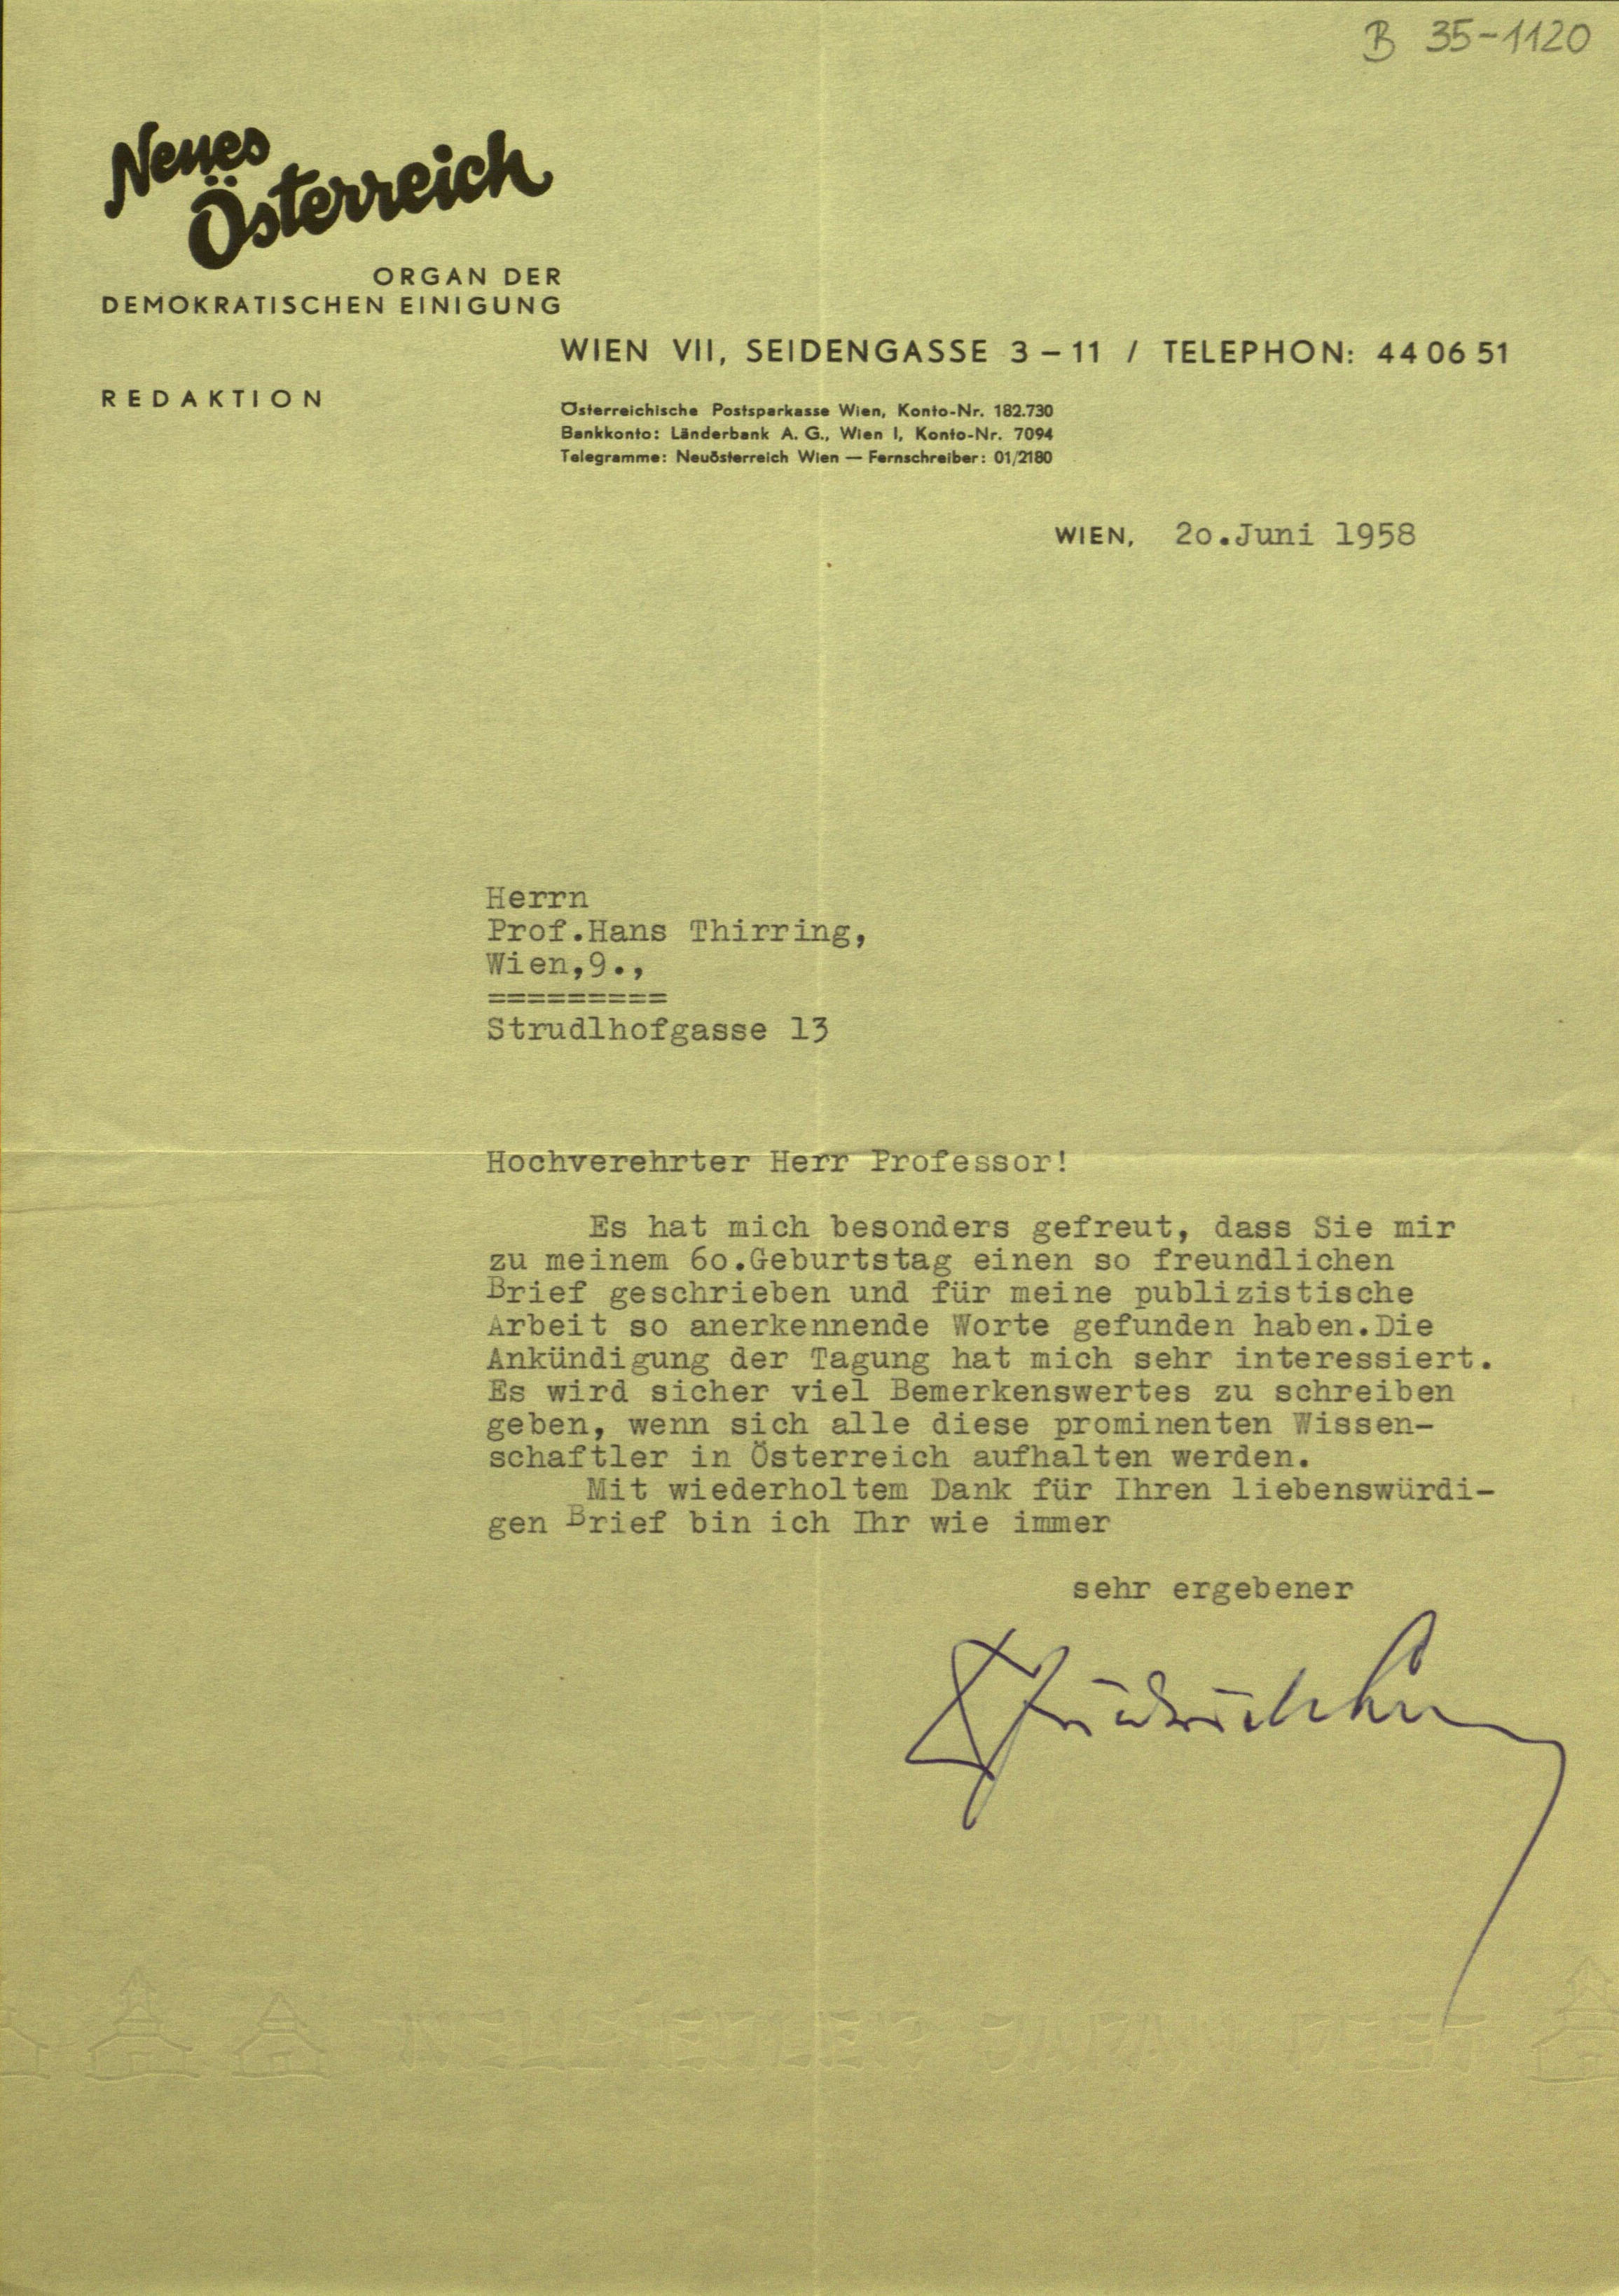 B 35-1120
Neues
Österreich
ORGAN DER
DEMOKRATISCHEN EINIGUNG
WIEN VII, SEIDENGASSE 3 – 11 / TELEPHON: 44 06 51
REDAKTION
Österreichische Postsparkasse Wien, Konto-Nr. 182.730
Bankkonto: Länderbank A. G., Wien I, Konto-Nr. 7094
Telegramme: Neuösterreich Wien — Fernschreiber: 01/2180
WIEN, 2o.Juni 1958
Herrn
Prof.Hans Thirring,
Wien,9.,
=========
Strudlhofgasse 13
Hochverehrter Herr Professor!
Es hat mich besonders gefreut, dass Sie mir
zu meinem 6o.Geburtstag einen so freundlichen
Brief geschrieben und für meine publizistische
Arbeit so anerkennende Worte gefunden haben.Die
Ankündigung der Tagung hat mich sehr interessiert.
Es wird sicher viel Bemerkenswertes zu schreiben
geben, wenn sich alle diese prominenten Wissen-
schaftler in Österreich aufhalten werden.
Mit wiederholtem Dank für Ihren liebenswürdi-
gen Brief bin ich Ihr wie immer
sehr ergebener